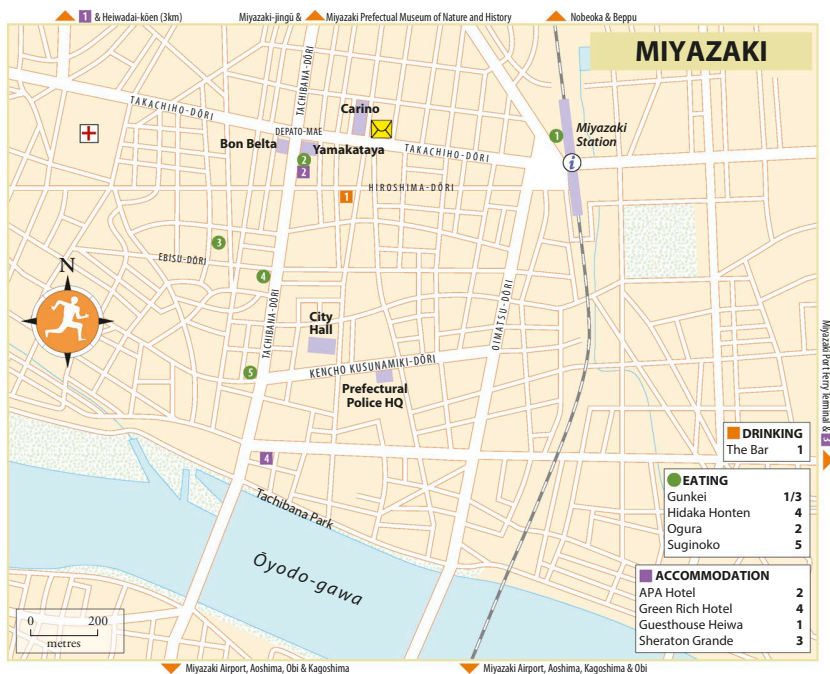 1 & Heiwadai-kōen (3km)
Miyazaki-jingū & Miyazaki Prefectual Museum of Nature and History
Nobeoka & Beppu
MIYAZAKI
TACHIBANA-DŌRI
TAKACHIHO-DŌRI
Carino
DEPATO-MAE
Bon Belta
Yamakataya
TAKACHIHO-DŌRI
1
Miyazaki
Station
i
2
2
1
HIROSHIMA-DŌRI
3
EBISU-DŌRI
4
N
TACHIBANA-DŌRI
City
Hall
OIMATSU-DŌRI
5
KENCHO KUSUNAMIKI-DŌRI
Prefectural
Police HQ
4
Tachibana Park
Ōyodo-gawa
Miyazaki Port Ferry Terminal & 3
DRINKING
The Bar 1
EATING
Gunkei 1/3
Hidaka Honten 4
Ogura 2
Suginoko 5
ACCOMMODATION
APA Hotel 2
Green Rich Hotel 4
Guesthouse Heiwa 1
Sheraton Grande 3
0 200
metres
Miyazaki Airport, Aoshima, Obi & Kagoshima
Miyazaki Airport, Aoshima, Kagoshima & Obi